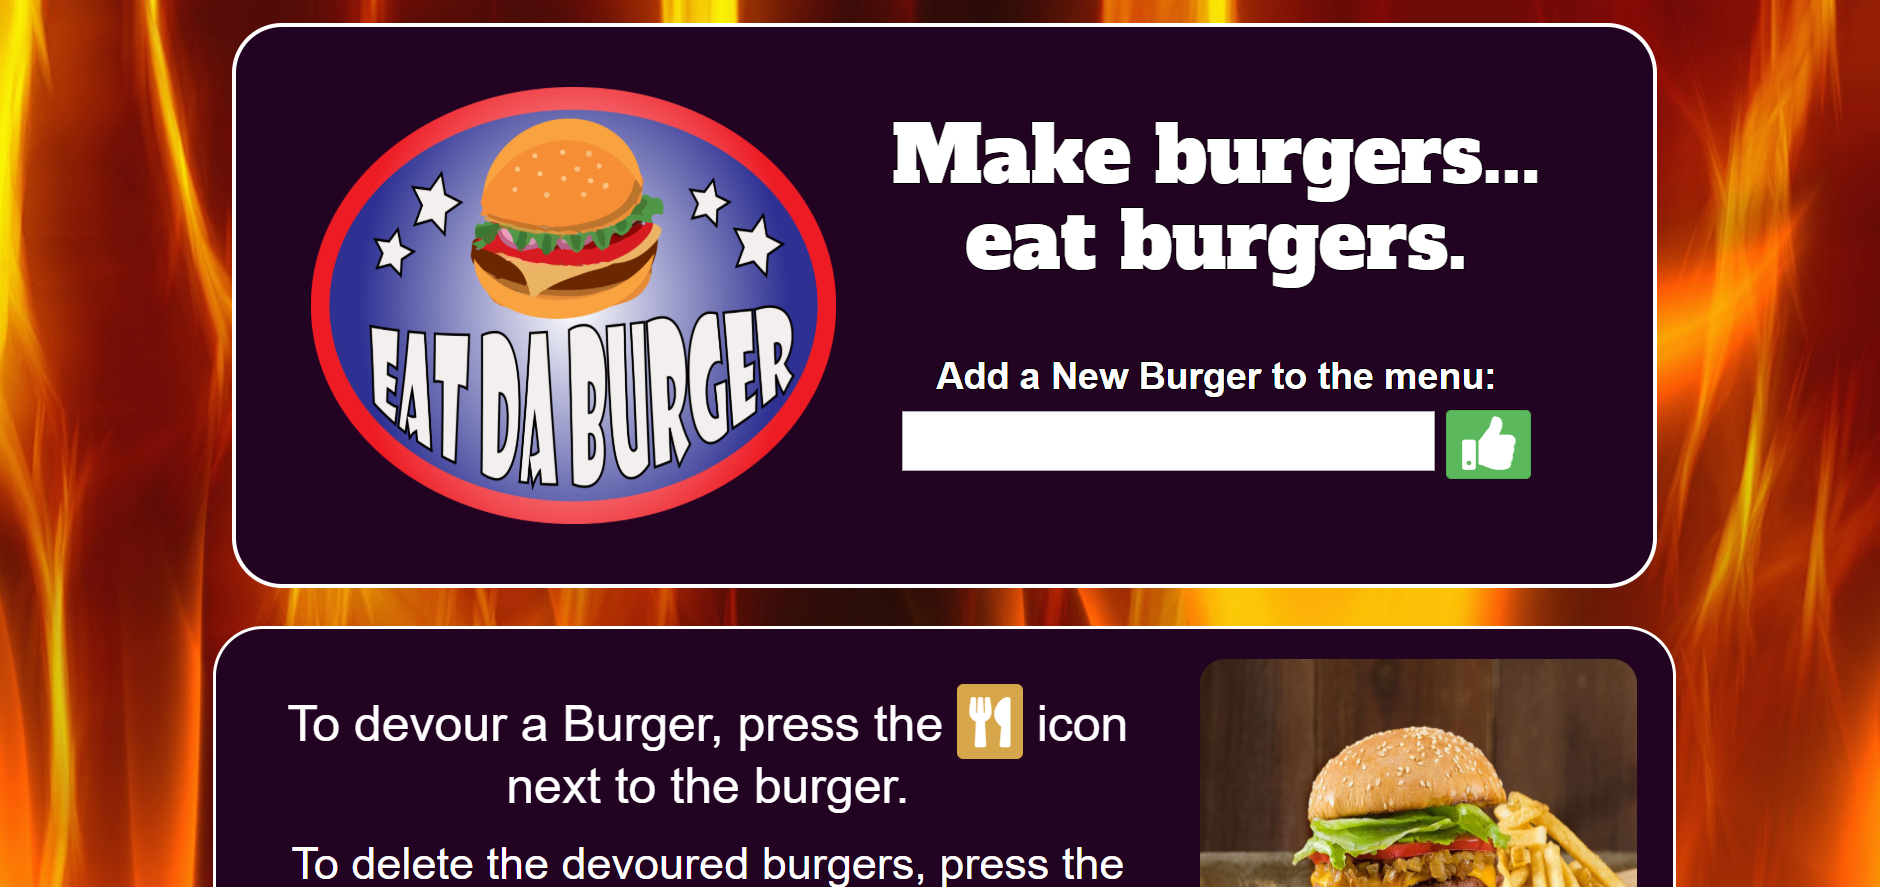 EAT DA BURGER
Make burgers...
eat burgers.
Add a New Burger to the menu:
To devour a Burger, press the icon
next to the burger.
To delete the devoured burgers, press the